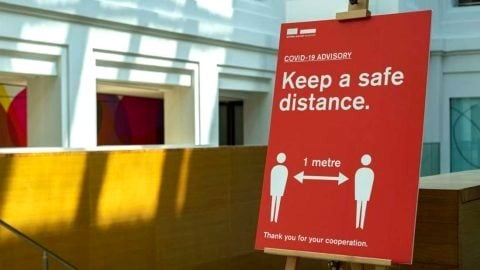 COVID-19 ADVISORY
Keep a safe
distance.
1 metre
Thank you for your cooperation.